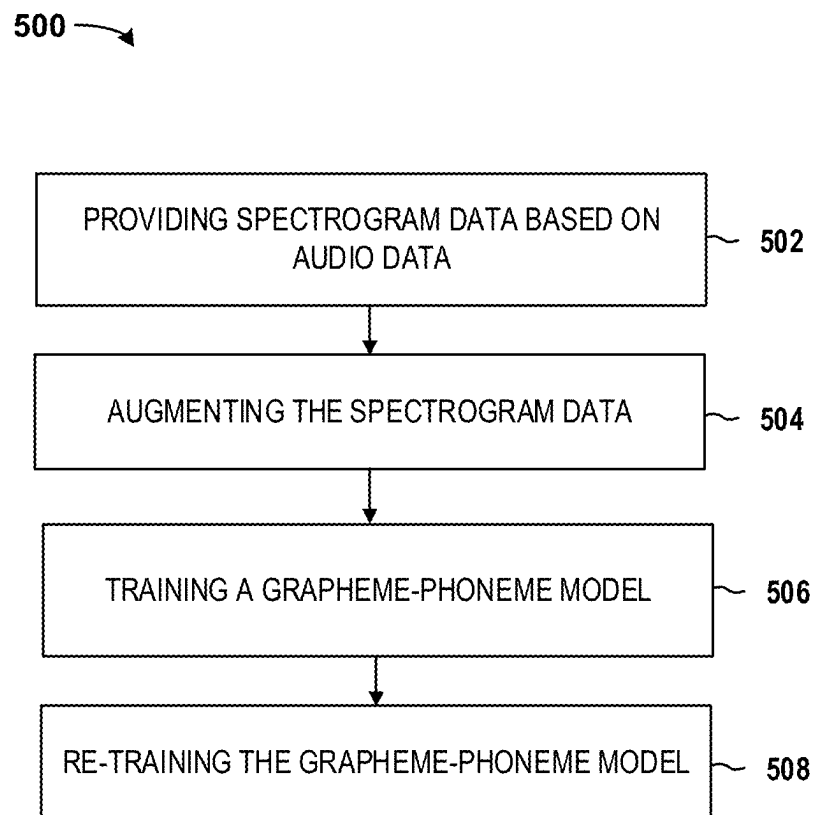 500
PROVIDING SPECTROGRAM DATA BASED ON
AUDIO DATA
502
AUGMENTING THE SPECTROGRAM DATA
504
TRAINING A GRAPHEME-PHONEME MODEL
506
RE-TRAINING THE GRAPHEME-PHONEME MODEL
508